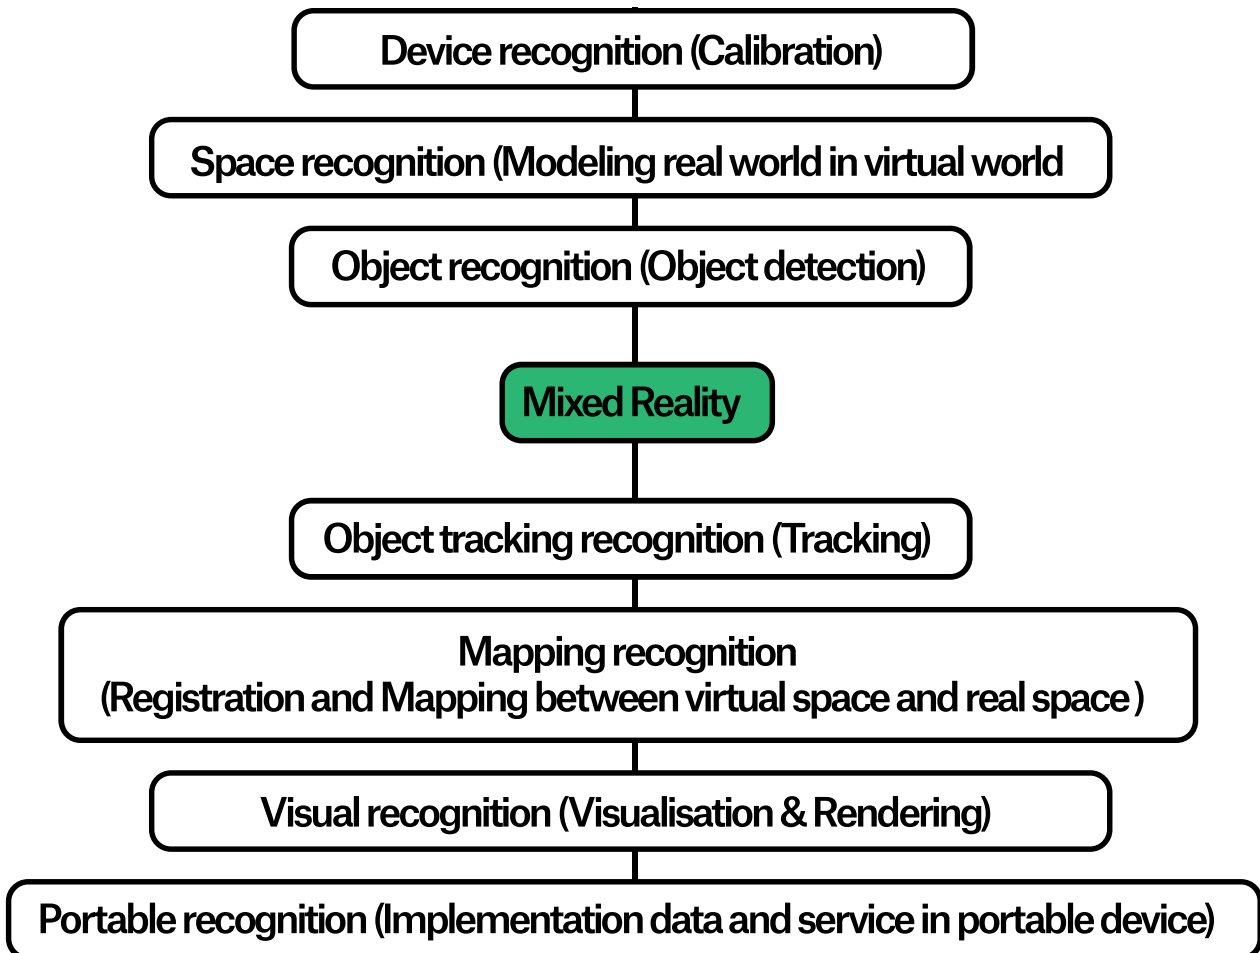 Device recognition (Calibration)
Space recognition (Modeling real world in virtual world
Object recognition (Object detection)
Mixed Reality
Object tracking recognition (Tracking)
Mapping recognition
(Registration and Mapping between virtual space and real space )
Visual recognition (Visualisation & Rendering)
Portable recognition (Implementation data and service in portable device)